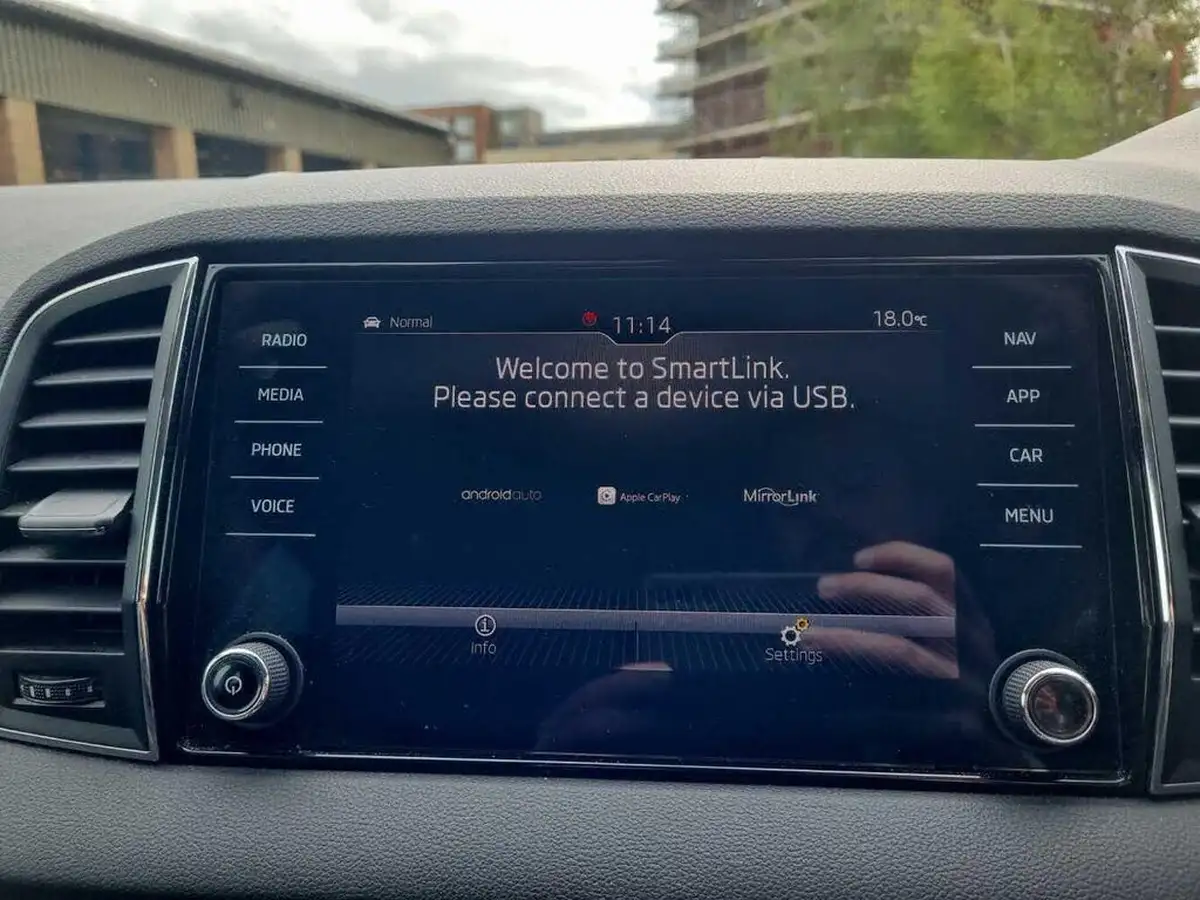 Normal
11:14
18.0°C
RADIO
MEDIA
PHONE
VOICE
Welcome to SmartLink.
Please connect a device via USB.
androidauto
Apple CarPlay
MirrorLink
Info
Settings
NAV
APP
CAR
MENU